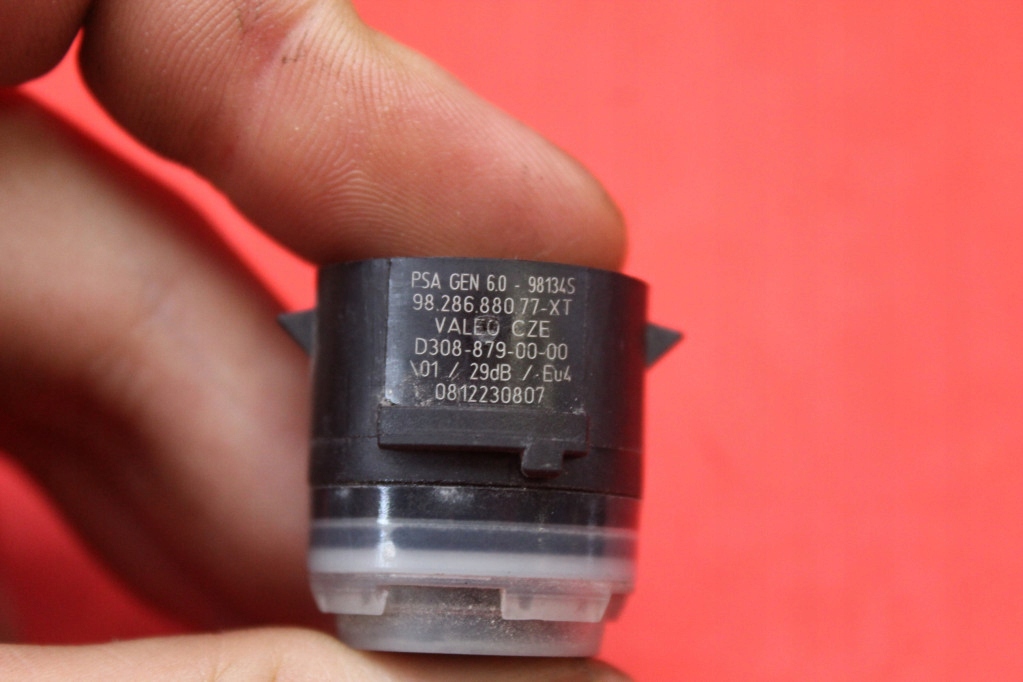 PSA GEN 6.0 - 98134S
98.286.880.77-XT
VALEO CZE
D308-879-00-00
\01 / 29dB / Eu4
0812230807